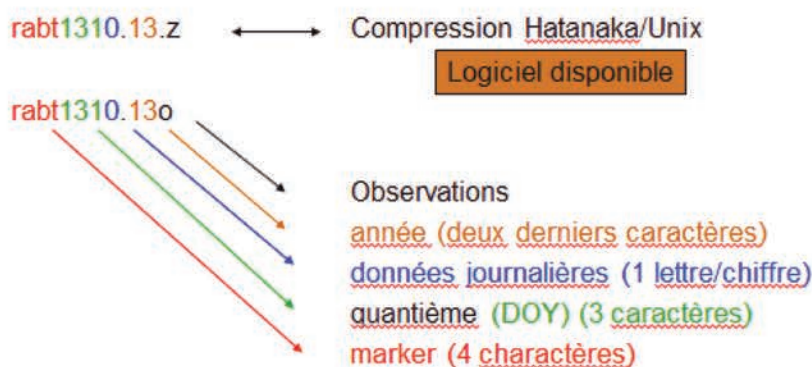 rabt1310.13.z Compression Hatanaka/Unix
Logiciel disponible
rabt1310.13o
Observations
année (deux derniers caractères)
données journalières (1 lettre/chiffre)
quantième (DOY) (3 caractères)
marker (4 charactères)